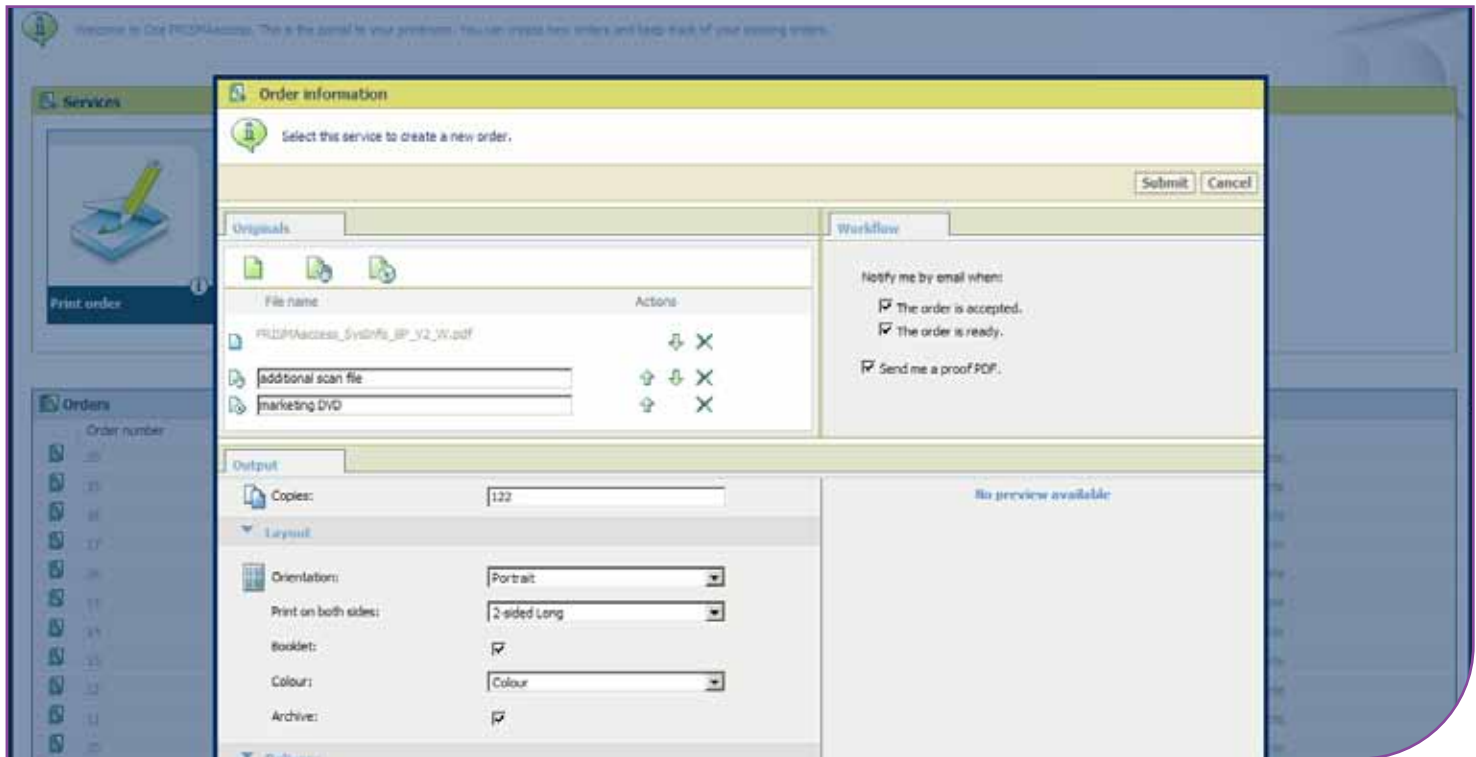 Welcome to Océ PRISMAaccess. This is the portal to your printroom. You can create new orders and keep track of your existing orders.
Services
Print order
Orders
Order number
Order information
Select this service to create a new order.
Submit Cancel
Originals
File name Actions
PRISMAaccess_SysInfo_BP_V2_W.pdf
additional scan file
marketing DVD
Workflow
Notify me by email when:
The order is accepted.
The order is ready.
Send me a proof PDF.
Output
Copies: 122
No preview available
Layout
Orientation: Portrait
Print on both sides: 2-sided Long
Booklet:
Colour: Colour
Archive: